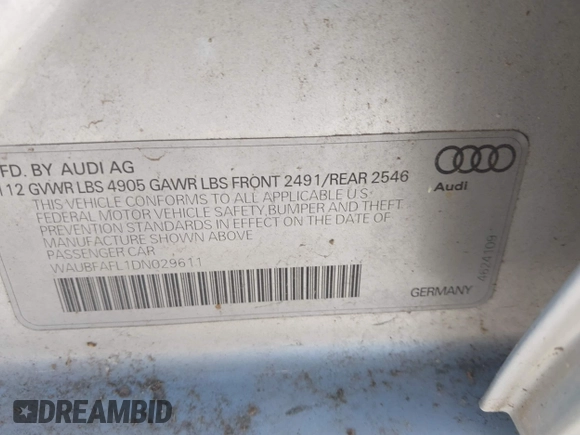 FD. BY AUDI AG
12 GVWR LBS 4905 GAWR LBS FRONT 2491/REAR 2546
THIS VEHICLE CONFORMS TO ALL APPLICABLE U.S.
FEDERAL MOTOR VEHICLE SAFETY, BUMPER AND THEFT
PREVENTION STANDARDS IN EFFECT ON THE DATE OF
MANUFACTURE SHOWN ABOVE
PASSENGER CAR
WAUBFAFL1DN029611
Audi
GERMANY
DREAMBID